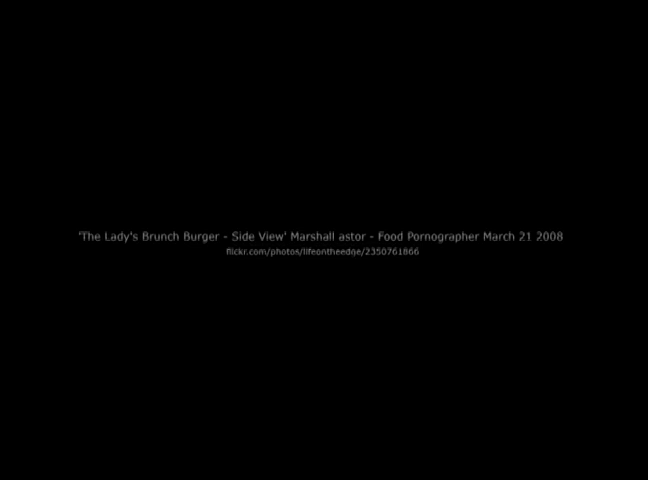 'The Lady's Brunch Burger - Side View' Marshall astor - Food Pornographer March 21 2008
flickr.com/photos/lifeontheedge/2350761866